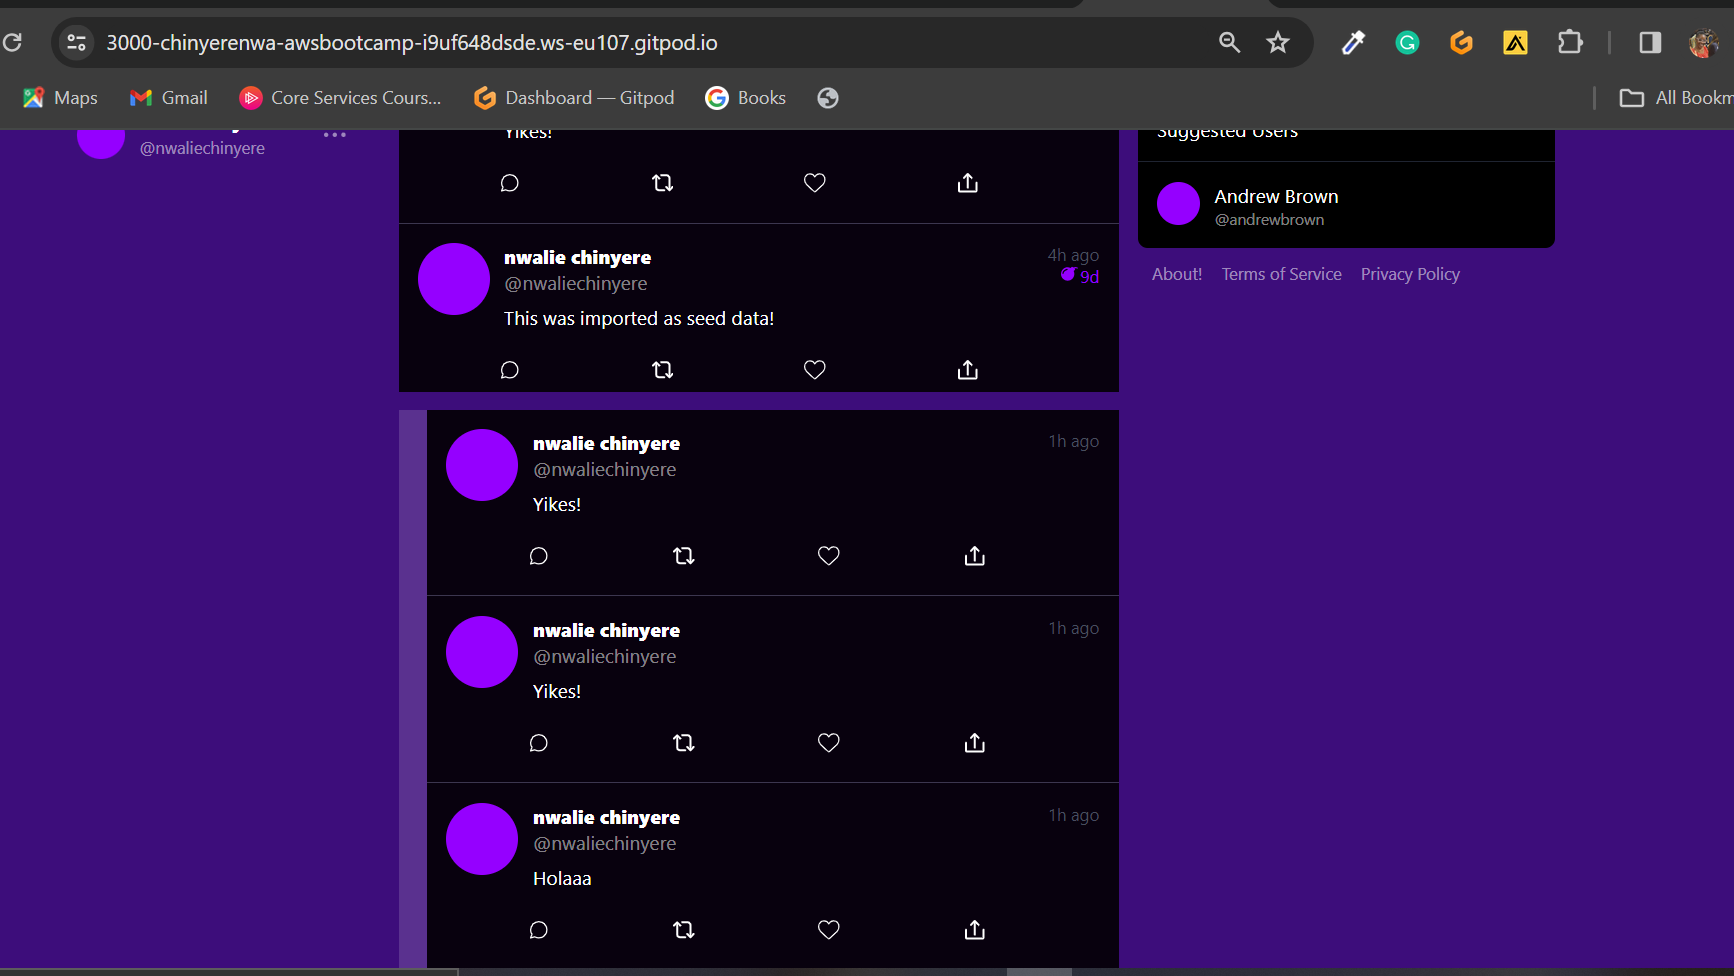 3000-chinyerenwa-awsbootcamp-i9uf648dsde.ws-eu107.gitpod.io
Maps Gmail Core Services Cours... Dashboard — Gitpod Books All Bookm
@nwaliechinyere
Yikes!
nwalie chinyere
4h ago
@nwaliechinyere
9d
This was imported as seed data!
nwalie chinyere
1h ago
@nwaliechinyere
Yikes!
nwalie chinyere
1h ago
@nwaliechinyere
Yikes!
nwalie chinyere
1h ago
@nwaliechinyere
Holaaa
Suggested Users
Andrew Brown
@andrewbrown
About! Terms of Service Privacy Policy